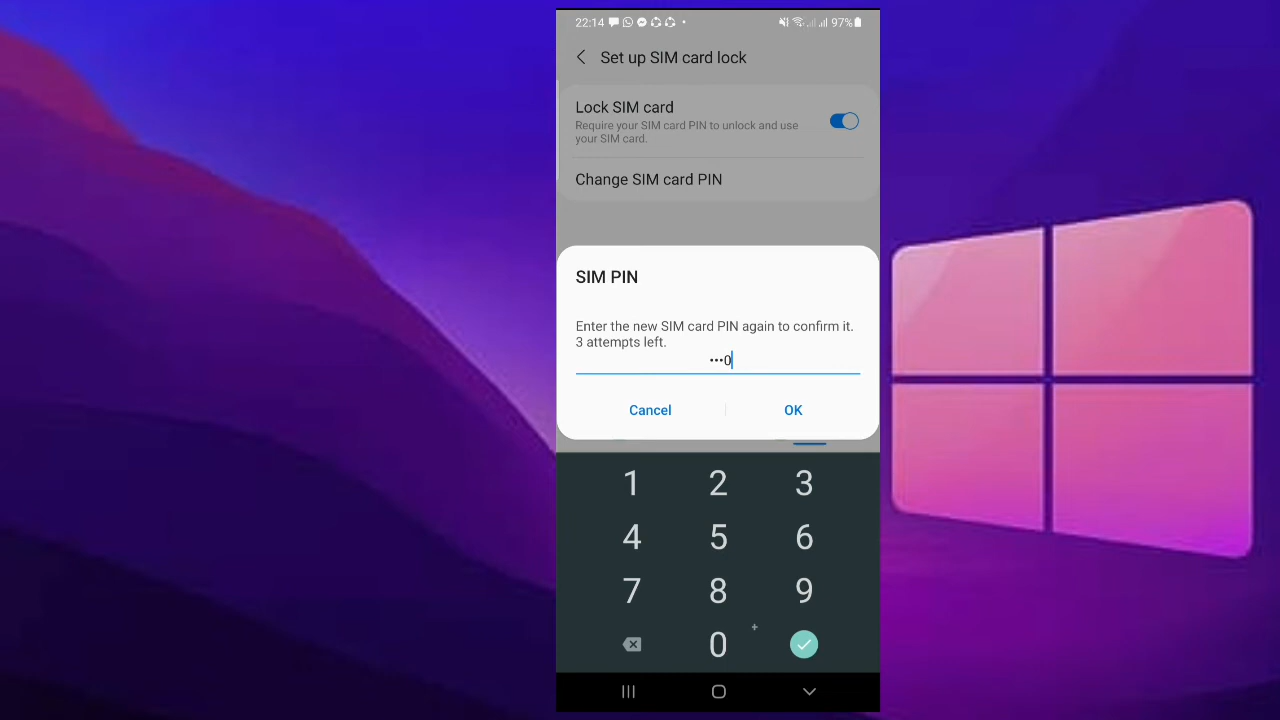 22:14 97%
Set up SIM card lock
Lock SIM card
Require your SIM card PIN to unlock and use
your SIM card.
Change SIM card PIN
SIM PIN
Enter the new SIM card PIN again to confirm it.
3 attempts left.
•••0
Cancel OK
1 2 3
4 5 6
7 8 9
0 +